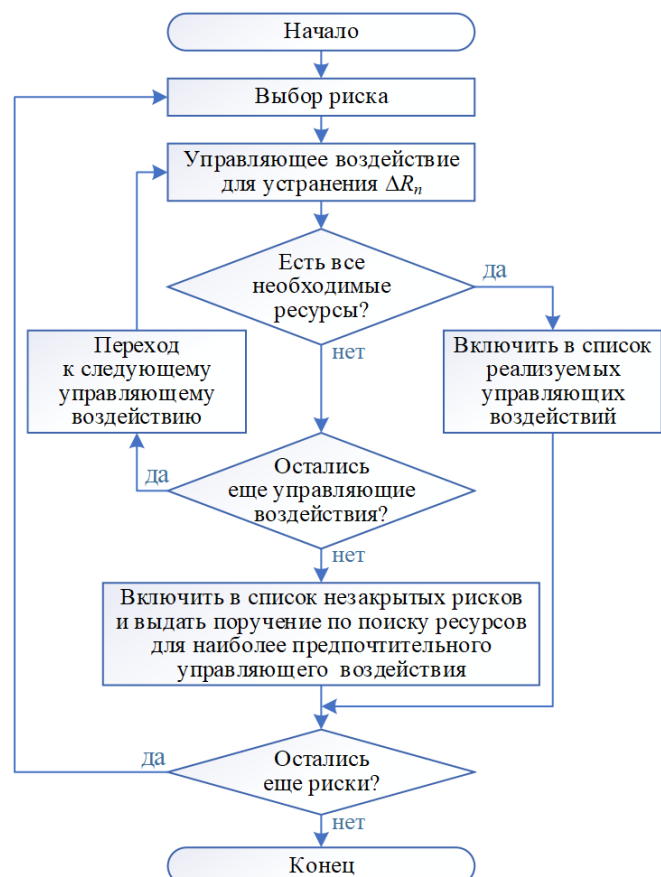 Начало
Выбор риска
Управляющее воздействие
для устранения ΔRn
Есть все
необходимые
ресурсы?
да
нет
Переход
к следующему
управляющему
воздействию
Включить в список
реализуемых
управляющих
воздействий
Остались
еще управляющие
воздействия?
да
нет
Включить в список незакрытых рисков
и выдать поручение по поиску ресурсов
для наиболее предпочтительного
управляющего воздействия
Остались
еще риски?
да
нет
Конец